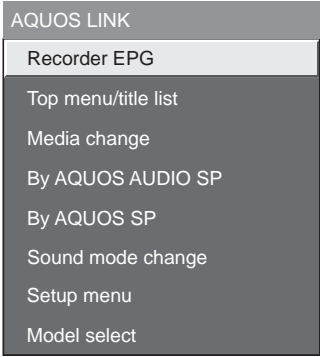 AQUOS LINK
Recorder EPG
Top menu/title list
Media change
By AQUOS AUDIO SP
By AQUOS SP
Sound mode change
Setup menu
Model select